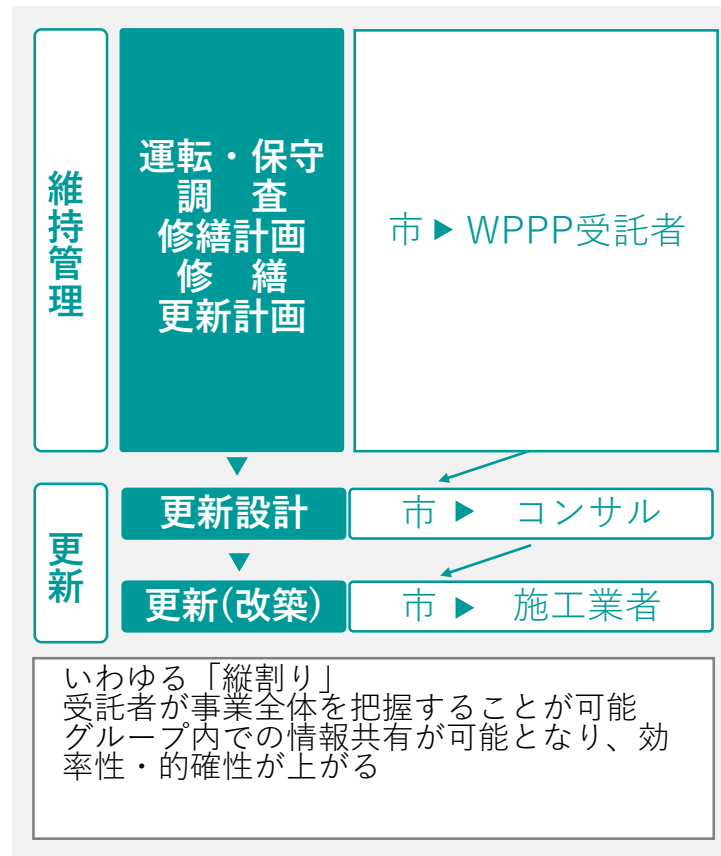 維持管理
運転・保守
調　査
修繕計画
修　繕
更新計画
市▶WPPP受託者
更新
更新設計
市▶　コンサル
更新(改築)
市▶　施工業者
いわゆる「縦割り」
受託者が事業全体を把握することが可能
グループ内での情報共有が可能となり、効
率性・的確性が上がる